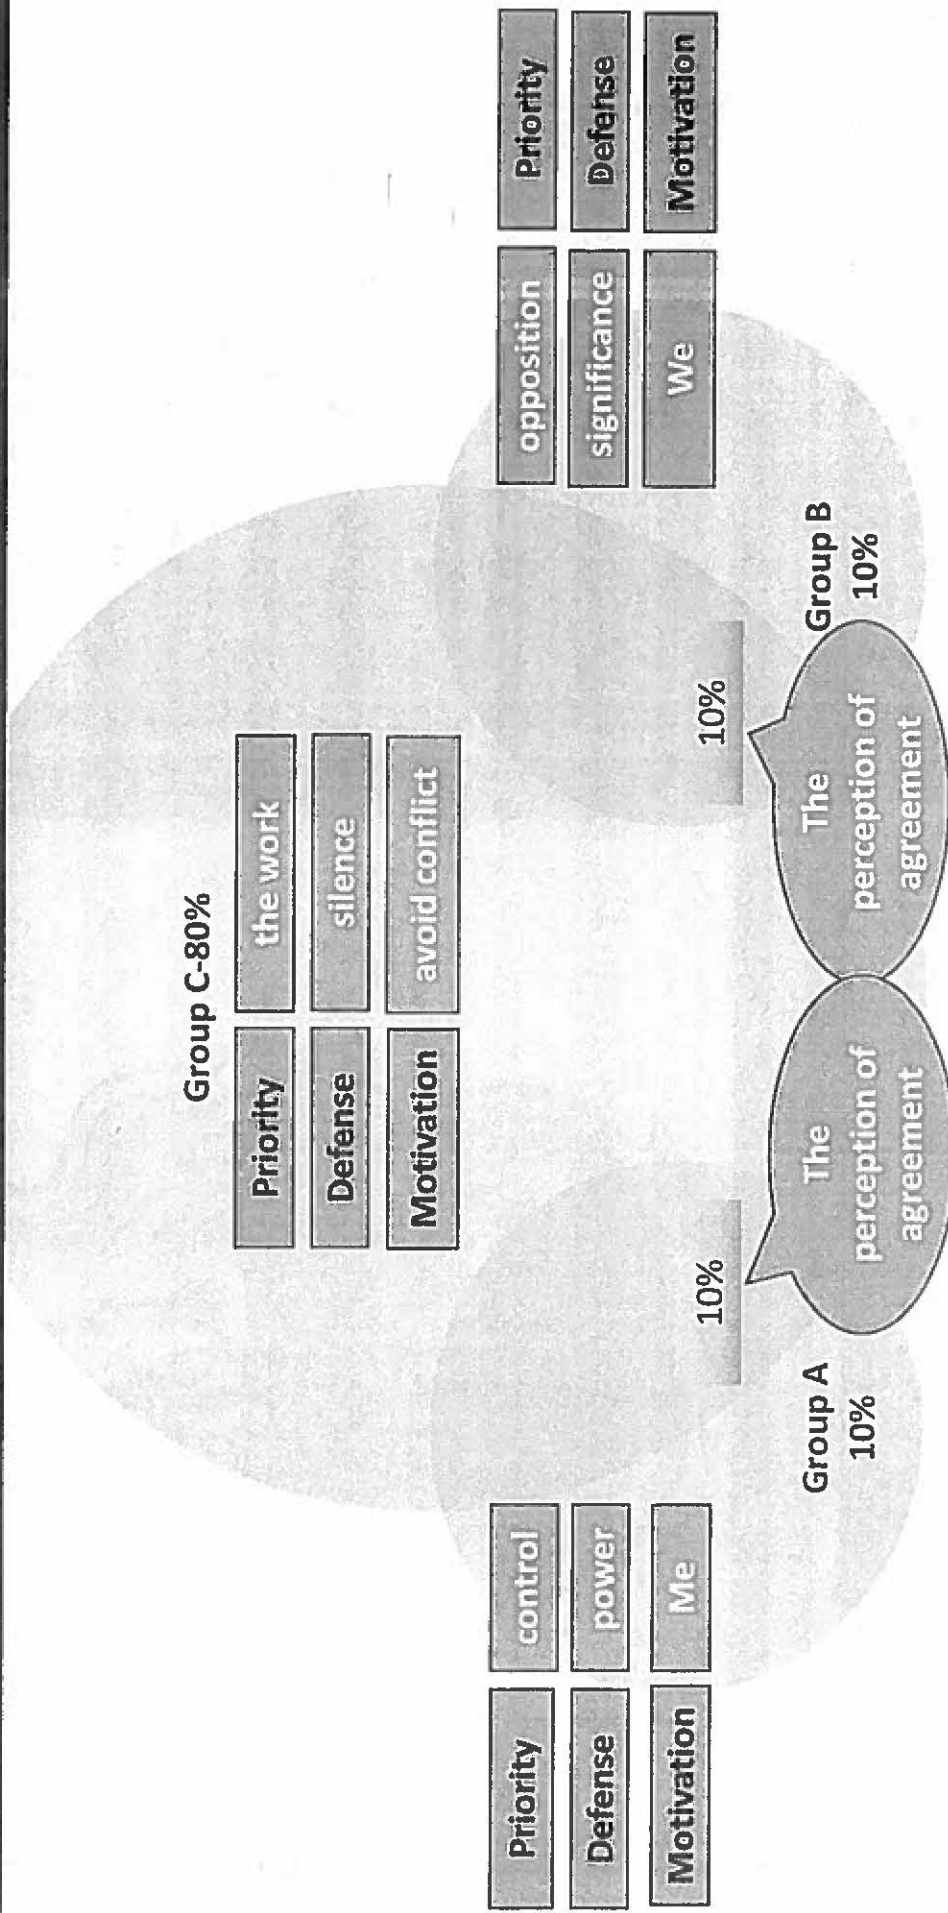 Group C-80%
Priority
the work
Defense
silence
Motivation
avoid conflict
Priority
control
Defense
power
Motivation
Me
opposition
Priority
significance
Defense
We
Motivation
10%
10%
Group A
10%
The
perception of
agreement
The
perception of
agreement
Group B
10%